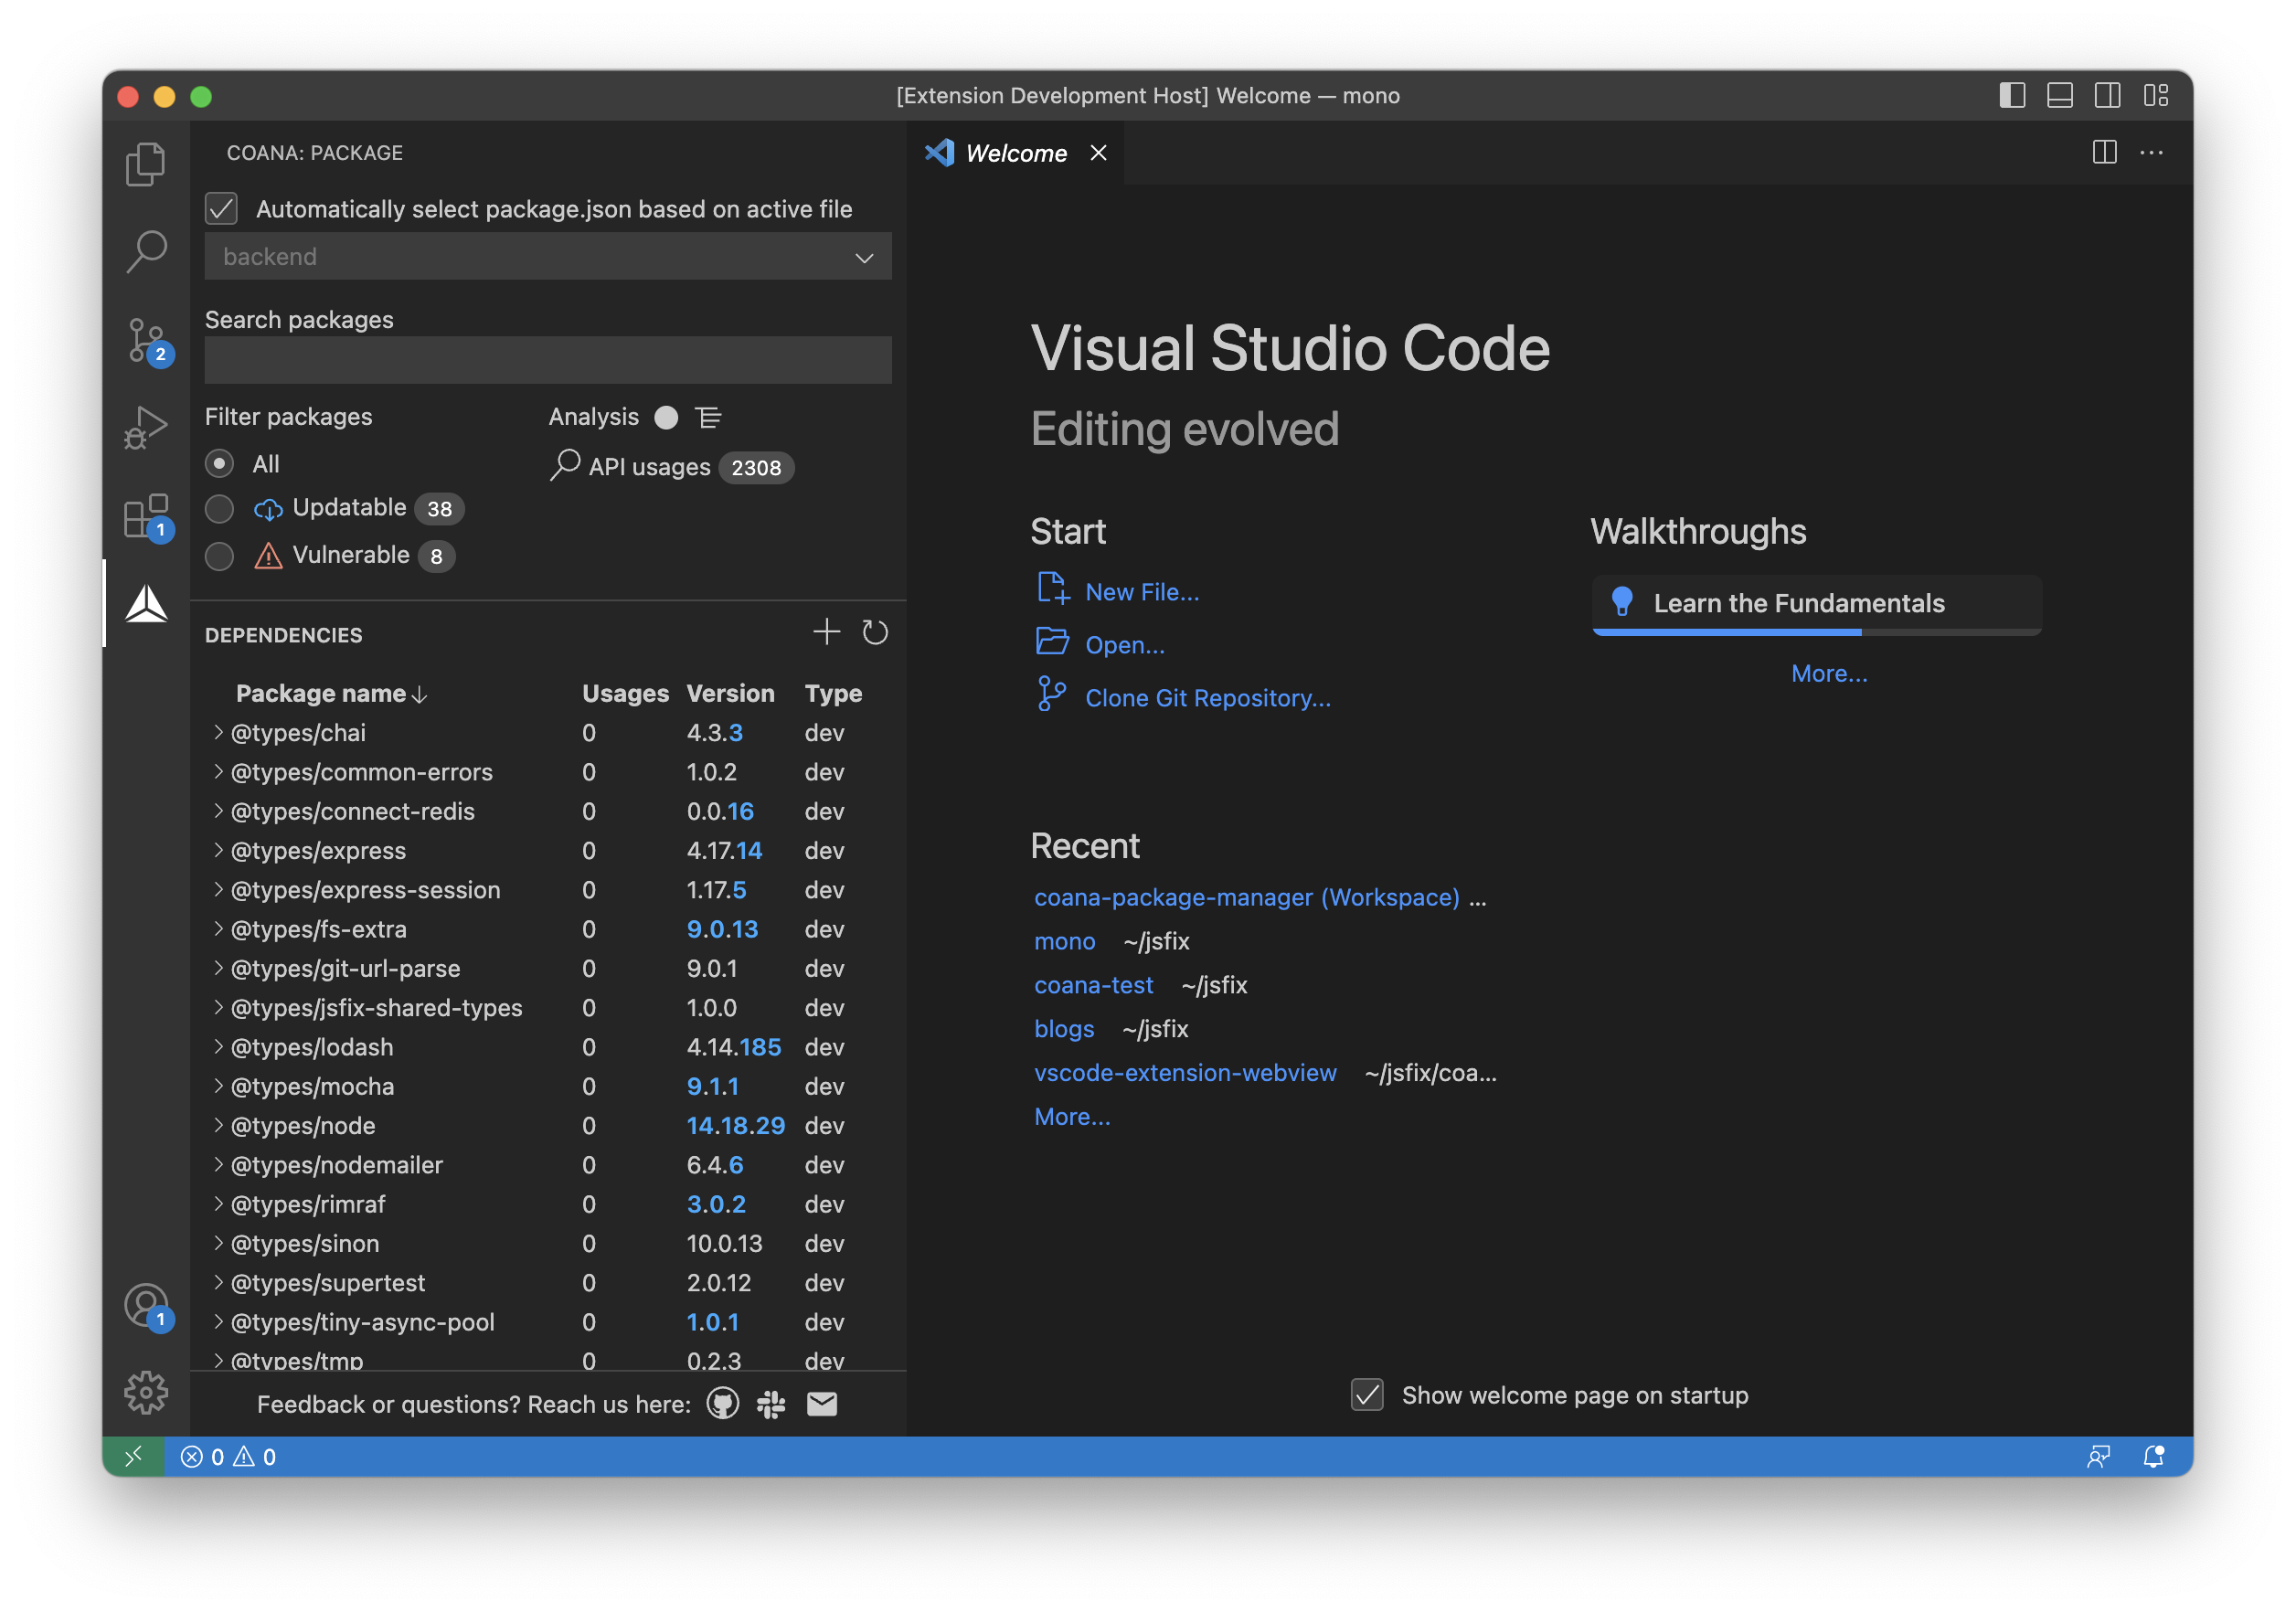 [Extension Development Host] Welcome — mono
COANA: PACKAGE
Automatically select package.json based on active file
backend
Search packages
Filter packages
All
Updatable 38
Vulnerable 8
Analysis
API usages 2308
2
1
DEPENDENCIES
Package name Usages Version Type
@types/chai 0 4.3.3 dev
@types/common-errors 0 1.0.2 dev
@types/connect-redis 0 0.0.16 dev
@types/express 0 4.17.14 dev
@types/express-session 0 1.17.5 dev
@types/fs-extra 0 9.0.13 dev
@types/git-url-parse 0 9.0.1 dev
@types/jsfix-shared-types 0 1.0.0 dev
@types/lodash 0 4.14.185 dev
@types/mocha 0 9.1.1 dev
@types/node 0 14.18.29 dev
@types/nodemailer 0 6.4.6 dev
@types/rimraf 0 3.0.2 dev
@types/sinon 0 10.0.13 dev
@types/supertest 0 2.0.12 dev
@types/tiny-async-pool 0 1.0.1 dev
@types/tmp 0 0.2.3 dev
1
Feedback or questions? Reach us here:
Welcome
Visual Studio Code
Editing evolved
Start
New File...
Open...
Clone Git Repository...
Walkthroughs
Learn the Fundamentals
More...
Recent
coana-package-manager (Workspace) ...
mono ~/jsfix
coana-test ~/jsfix
blogs ~/jsfix
vscode-extension-webview ~/jsfix/coa...
More...
Show welcome page on startup
0 0